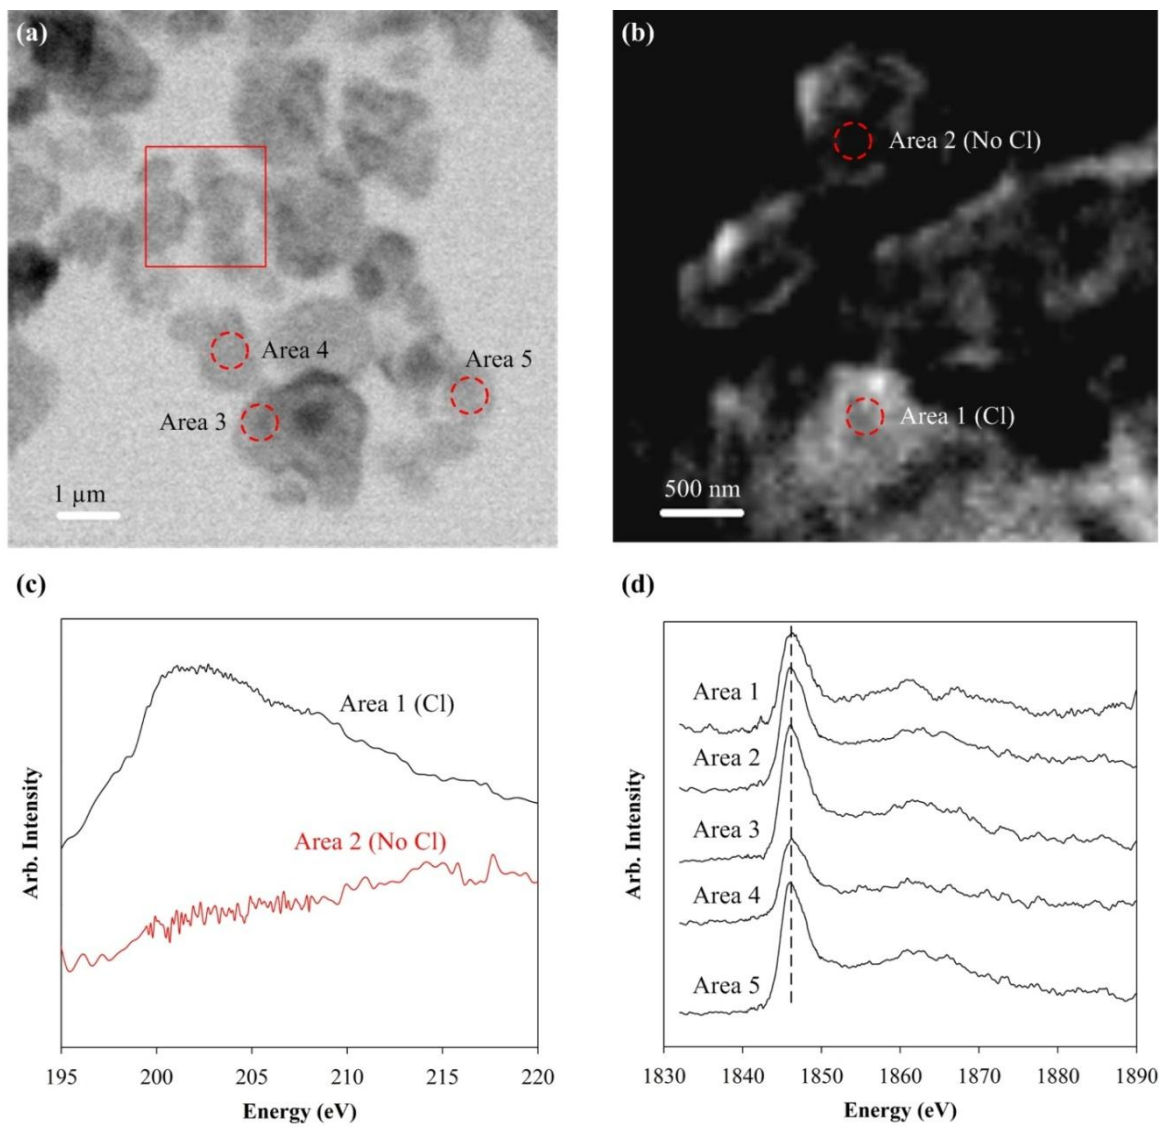 (a)
Area 4
Area 5
Area 3
1 µm
(b)
Area 2 (No Cl)
Area 1 (Cl)
500 nm
(c)
Arb. Intensity
Area 1 (Cl)
Area 2 (No Cl)
195 200 205 210 215 220
Energy (eV)
(d)
Arb. Intensity
Area 1
Area 2
Area 3
Area 4
Area 5
1830 1840 1850 1860 1870 1880 1890
Energy (eV)